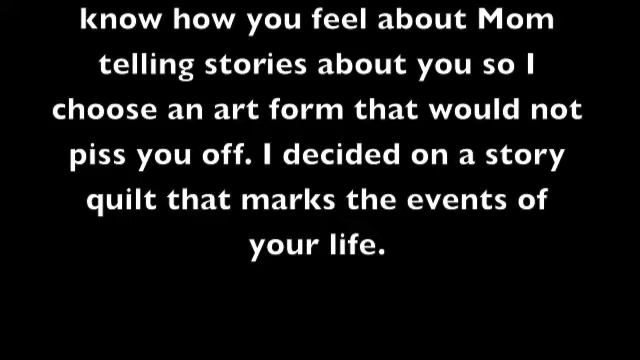 know how you feel about Mom
telling stories about you so I
choose an art form that would not
piss you off. I decided on a story
quilt that marks the events of
your life.